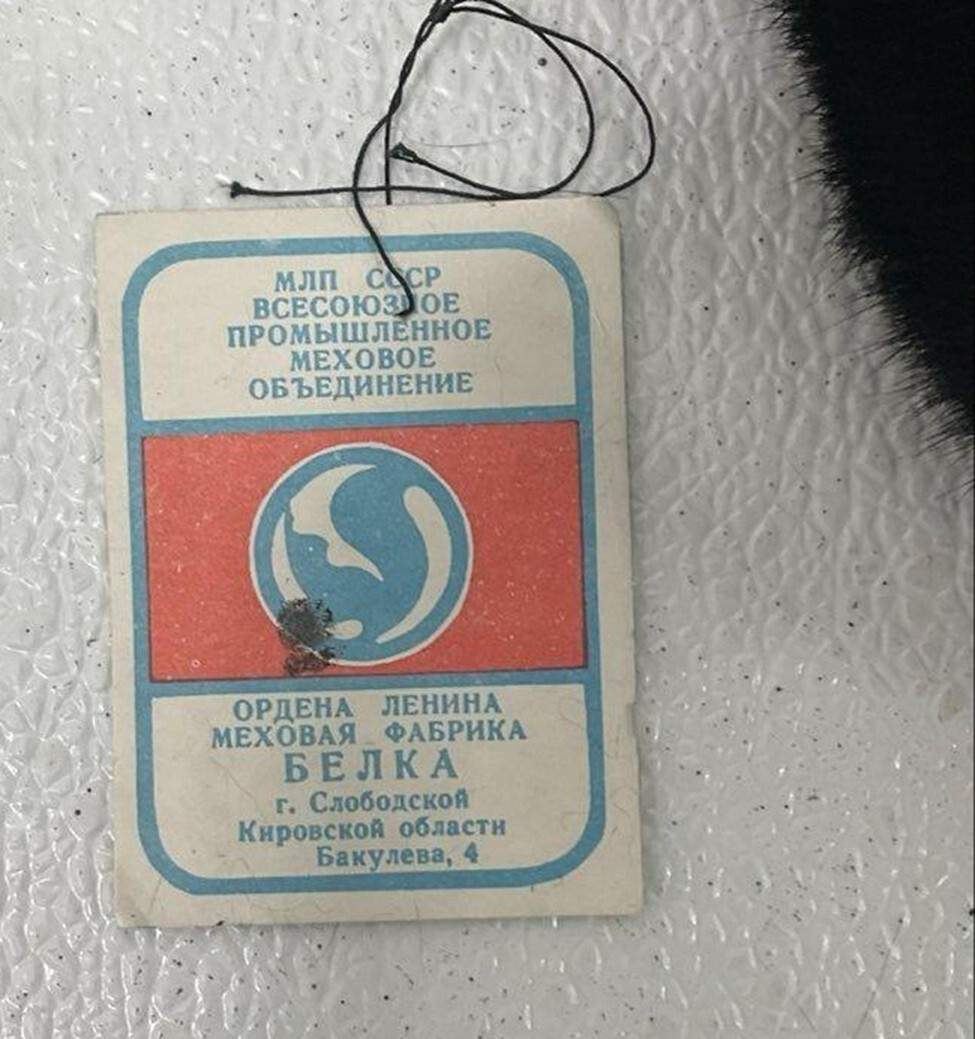 МЛП СССР
ВСЕСОЮЗНОЕ
ПРОМЫШЛЕННОЕ
МЕХОВОЕ
ОБЪЕДИНЕНИЕ
ОРДЕНА ЛЕНИНА
МЕХОВАЯ ФАБРИКА
БЕЛКА
г. Слободской
Кировской области
Бакулева, 4